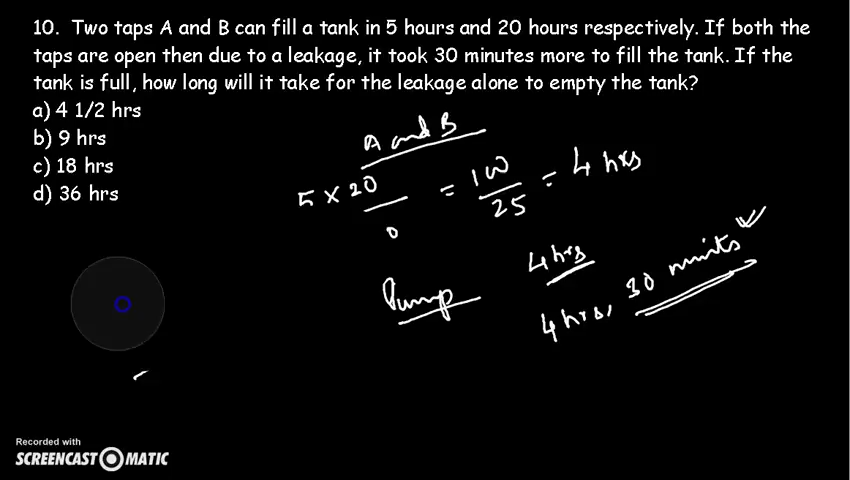 10. Two taps A and B can fill a tank in 5 hours and 20 hours respectively. If both the
taps are open then due to a leakage, it took 30 minutes more to fill the tank. If the
tank is full, how long will it take for the leakage alone to empty the tank?
a) 4 1/2 hrs
b) 9 hrs
c) 18 hrs
d) 36 hrs
A and B
5 × 20 = 100 = 4 hrs
25
Pump 4 hrs
4 hrs, 30 minits
Recorded with
SCREENCAST MATIC